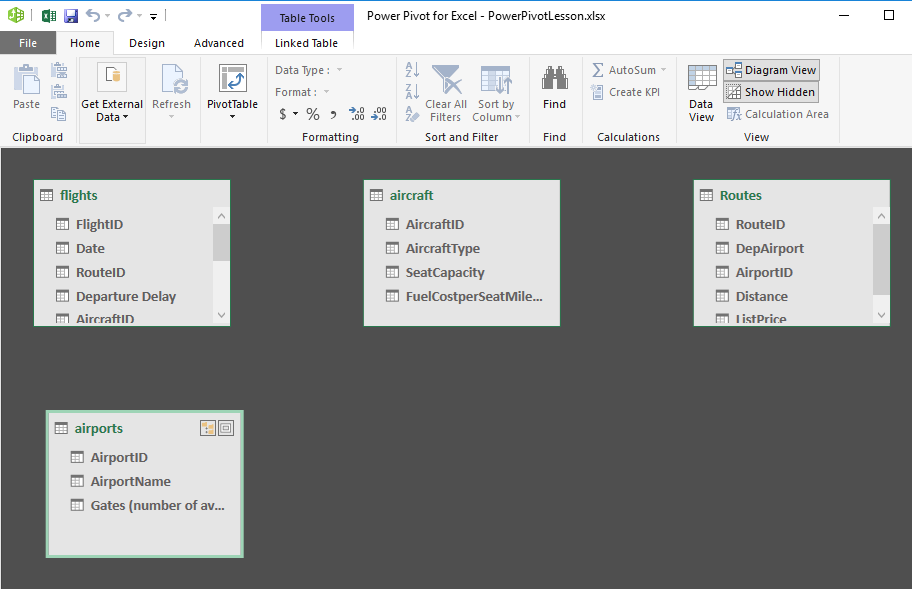 Table Tools
Power Pivot for Excel - PowerPivotLesson.xlsx
File
Home
Design
Advanced
Linked Table
Paste
Get External Data
Refresh
PivotTable
Data Type :
Format :
$ % , .00 .00
Clear All Filters
Sort by Column
Find
AutoSum
Create KPI
Data View
Diagram View
Show Hidden
Calculation Area
Clipboard
Formatting
Sort and Filter
Find
Calculations
View
flights
FlightID
Date
RouteID
Departure Delay
AircraftID
aircraft
AircraftID
AircraftType
SeatCapacity
FuelCostperSeatMile...
Routes
RouteID
DepAirport
AirportID
Distance
ListPrice
airports
AirportID
AirportName
Gates (number of av...